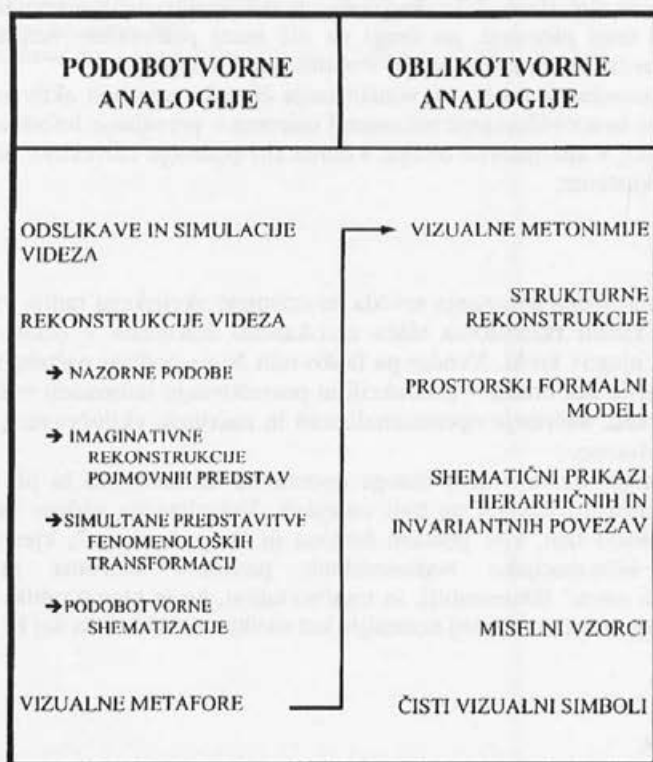 PODOBOTVORNE
ANALOGIJE
OBLIKOTVORNE
ANALOGIJE
ODSLIKAVE IN SIMULACIJE
VIDEZA
REKONSTRUKCIJE VIDEZA
→ NAZORNE PODOBE
→ IMAGINATIVNE
REKONSTRUKCIJE
POJMOVNIH PREDSTAV
→ SIMULTANE PREDSTAVITVE
FENOMENOLOŠKIH
TRANSFORMACIJ
→ PODOBOTVORNE
SHEMATIZACIJE
VIZUALNE METAFORE
VIZUALNE METONIMIJE
STRUKTURNE
REKONSTRUKCIJE
PROSTORSKI FORMALNI
MODELI
SHEMATIČNI PRIKAZI
HIERARHIČNIH IN
INVARIANTNIH POVEZAV
MISELNI VZORCI
ČISTI VIZUALNI SIMBOLI